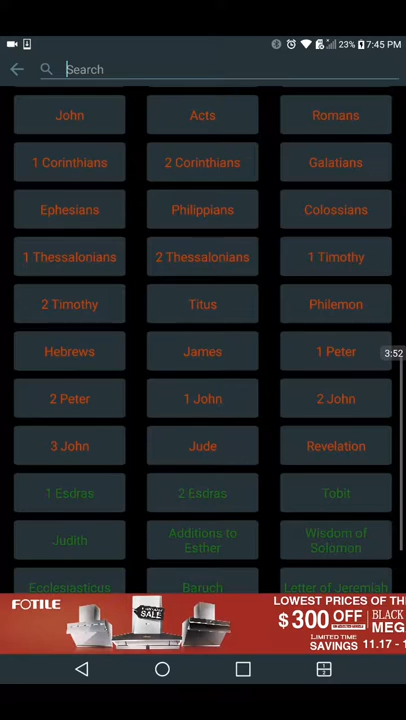 23% 7:45 PM
Search
John Acts Romans
1 Corinthians 2 Corinthians Galatians
Ephesians Philippians Colossians
1 Thessalonians 2 Thessalonians 1 Timothy
2 Timothy Titus Philemon
Hebrews James 1 Peter
3:52
2 Peter 1 John 2 John
3 John Jude Revelation
1 Esdras 2 Esdras Tobit
Judith Additions to Esther Wisdom of Solomon
Ecclesiasticus Baruch Letter of Jeremiah
FOTILE
SALE
LOWEST PRICES OF TH
$300 OFF
BLACK
MEG
LIMITED TIME
SAVINGS 11.17 - 1